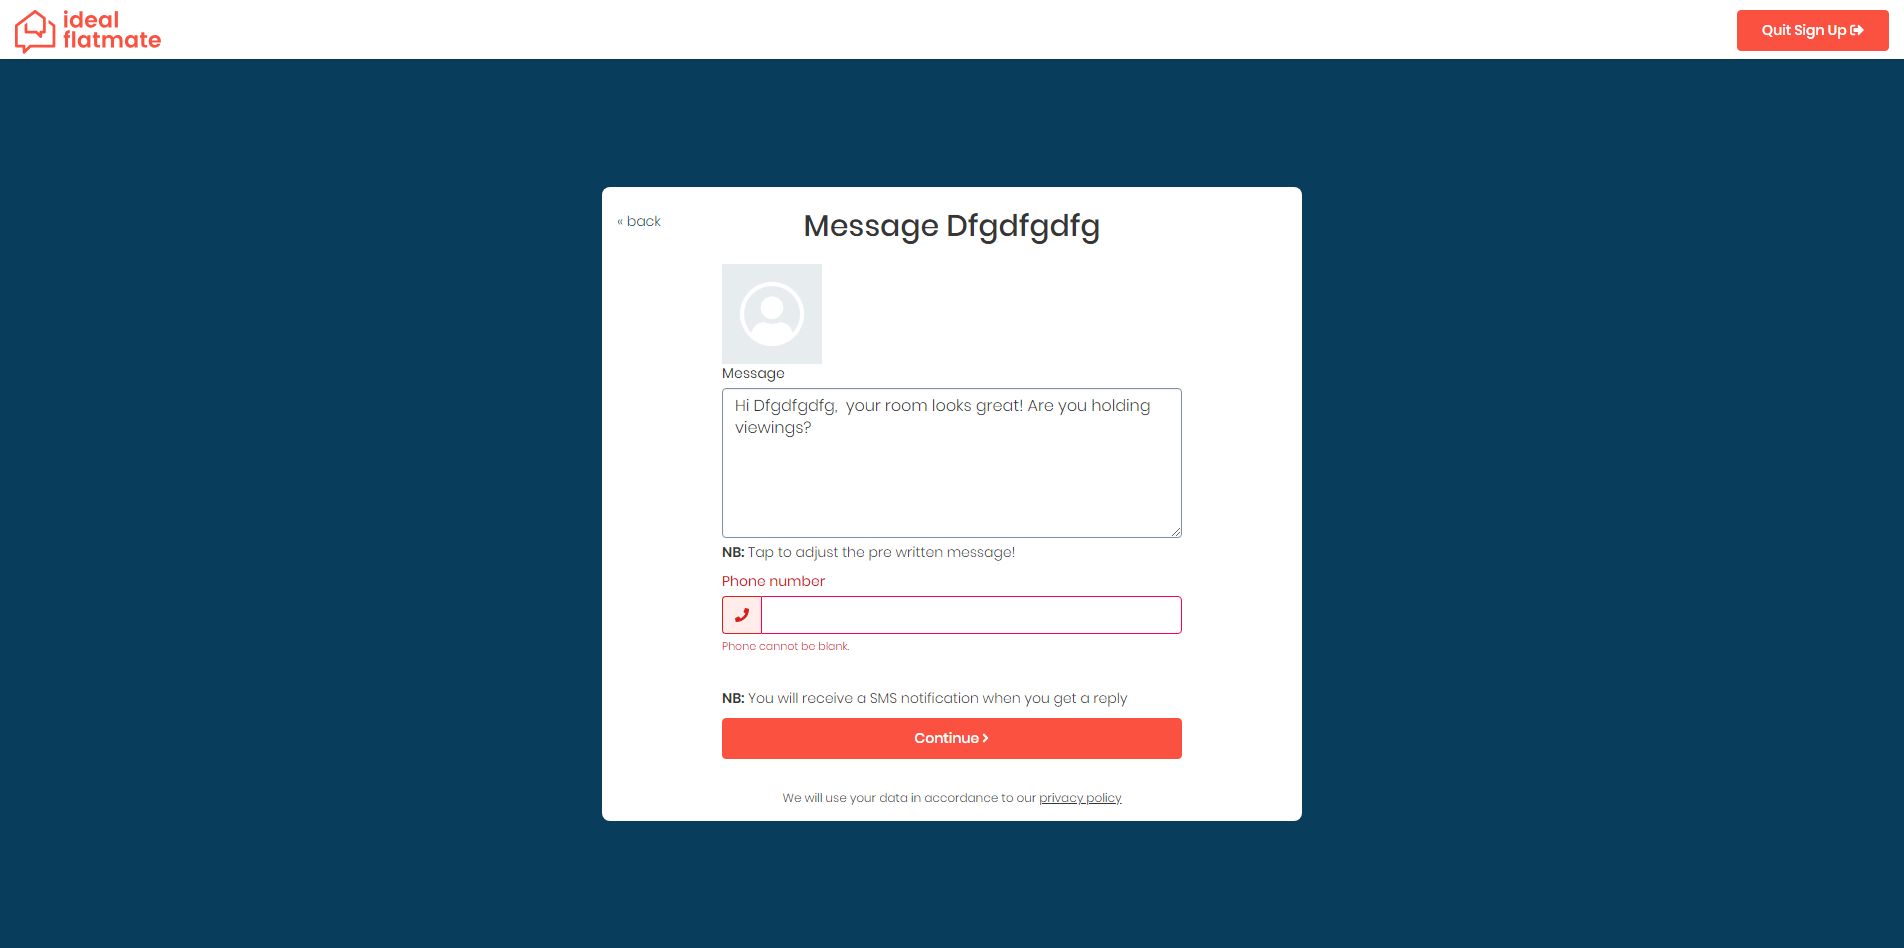 ideal
flatmate
Quit Sign Up
« back
Message Dfgdfgdfg
Message
Hi Dfgdfgdfg,  your room looks great! Are you holding
viewings?
NB: Tap to adjust the pre written message!
Phone number
Phone cannot be blank.
NB: You will receive a SMS notification when you get a reply
Continue
We will use your data in accordance to our privacy policy